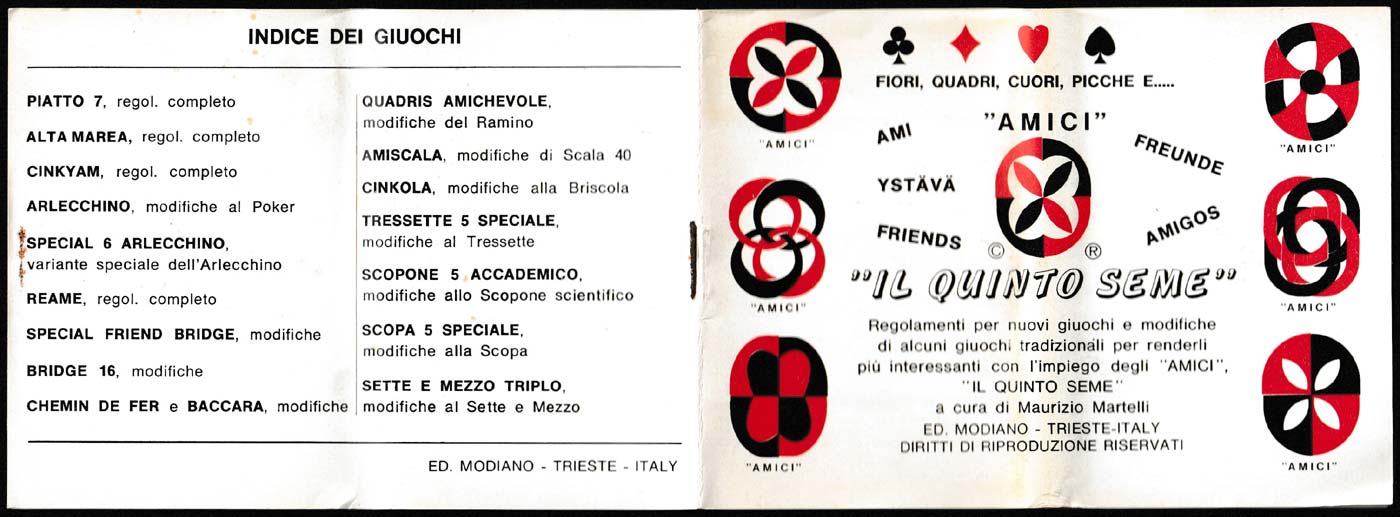 INDICE DEI GIUOCHI
PIATTO 7, regol. completo
ALTA MAREA, regol. completo
CINKYAM, regol. completo
ARLECCHINO, modifiche al Poker
SPECIAL 6 ARLECCHINO,
variante speciale dell'Arlecchino
REAME, regol. completo
SPECIAL FRIEND BRIDGE, modifiche
BRIDGE 16, modifiche
CHEMIN DE FER e BACCARA, modifiche
QUADRIS AMICHEVOLE,
modifiche del Ramino
AMISCALA, modifiche di Scala 40
CINKOLA, modifiche alla Briscola
TRESSETTE 5 SPECIALE,
modifiche al Tressette
SCOPONE 5 ACCADEMICO,
modifiche allo Scopone scientifico
SCOPA 5 SPECIALE,
modifiche alla Scopa
SETTE E MEZZO TRIPLO,
modifiche al Sette e Mezzo
ED. MODIANO - TRIESTE - ITALY
FIORI, QUADRI, CUORI, PICCHE E.....
"AMICI"
"AMICI"
"AMICI"
AMI
FREUNDE
YSTÄVÄ
FRIENDS
AMIGOS
© ®
"IL QUINTO SEME"
"AMICI"
"AMICI"
Regolamenti per nuovi giuochi e modifiche
di alcuni giuochi tradizionali per renderli
più interessanti con l'impiego degli "AMICI",
"IL QUINTO SEME"
a cura di Maurizio Martelli
ED. MODIANO - TRIESTE-ITALY
DIRITTI DI RIPRODUZIONE RISERVATI
"AMICI"
"AMICI"